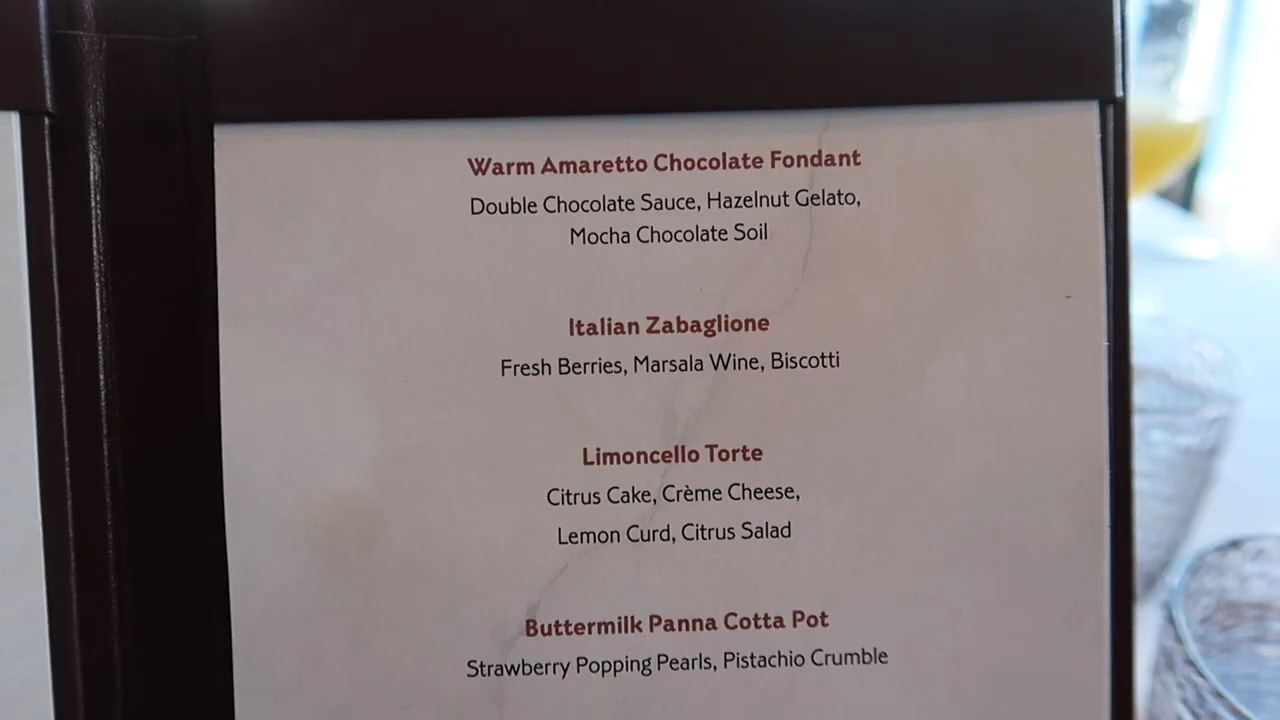 Warm Amaretto Chocolate Fondant
Double Chocolate Sauce, Hazelnut Gelato,
Mocha Chocolate Soil
Italian Zabaglione
Fresh Berries, Marsala Wine, Biscotti
Limoncello Torte
Citrus Cake, Crème Cheese,
Lemon Curd, Citrus Salad
Buttermilk Panna Cotta Pot
Strawberry Popping Pearls, Pistachio Crumble